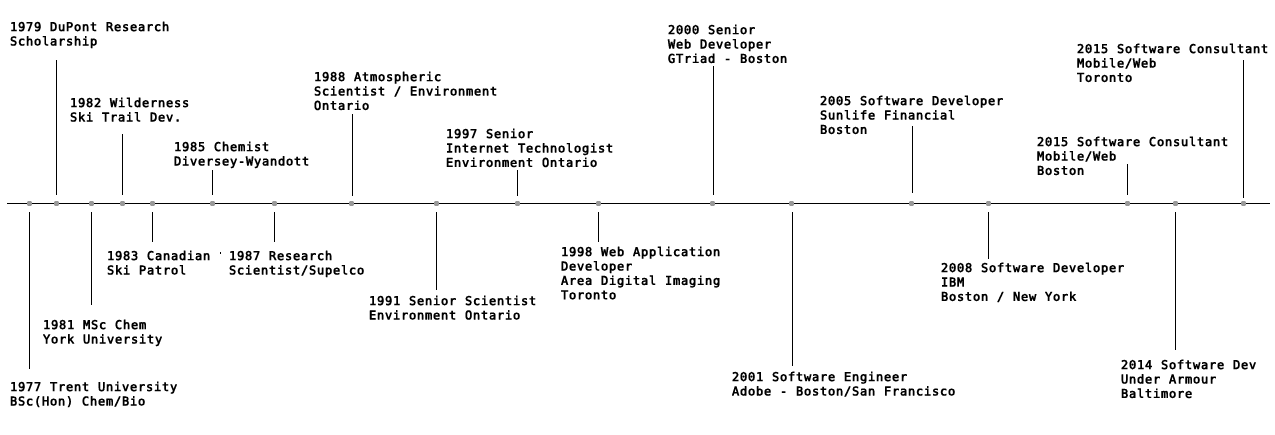 1979 DuPont Research
Scholarship
2000 Senior
Web Developer
GTriad - Boston
2015 Software Consultant
Mobile/Web
Toronto
1988 Atmospheric
Scientist / Environment
Ontario
1982 Wilderness
Ski Trail Dev.
2005 Software Developer
Sunlife Financial
Boston
1985 Chemist
Diversey-Wyandott
1997 Senior
Internet Technologist
Environment Ontario
2015 Software Consultant
Mobile/Web
Boston
1983 Canadian
Ski Patrol
1987 Research
Scientist/Supelco
1998 Web Application
Developer
Area Digital Imaging
Toronto
2008 Software Developer
IBM
Boston / New York
1991 Senior Scientist
Environment Ontario
1981 MSc Chem
York University
2014 Software Dev
Under Armour
Baltimore
2001 Software Engineer
Adobe - Boston/San Francisco
1977 Trent University
BSc(Hon) Chem/Bio